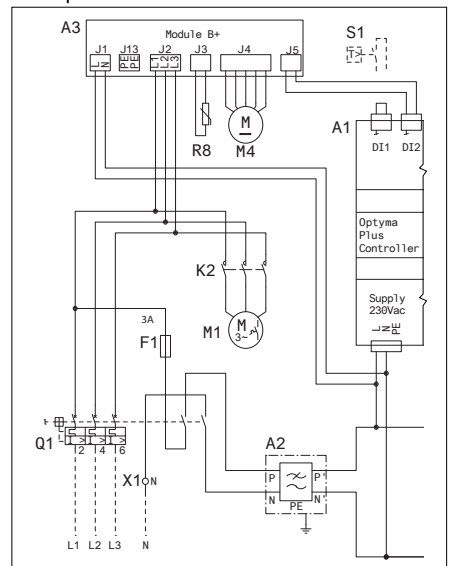 A3
Module B+
J1 J13 J2 J3 J4 J5
L N PE PE L1 L2 L3
S1
T>
R8
M
M4
A1
DI1 DI2
Optyma
Plus
Controller
Supply
230Vac
L N PE
K2
M1
M
3~
3A
F1
Q1
I> I> I>
2 4 6
X1 N
A2
P P'
N N'
PE
L1 L2 L3 N